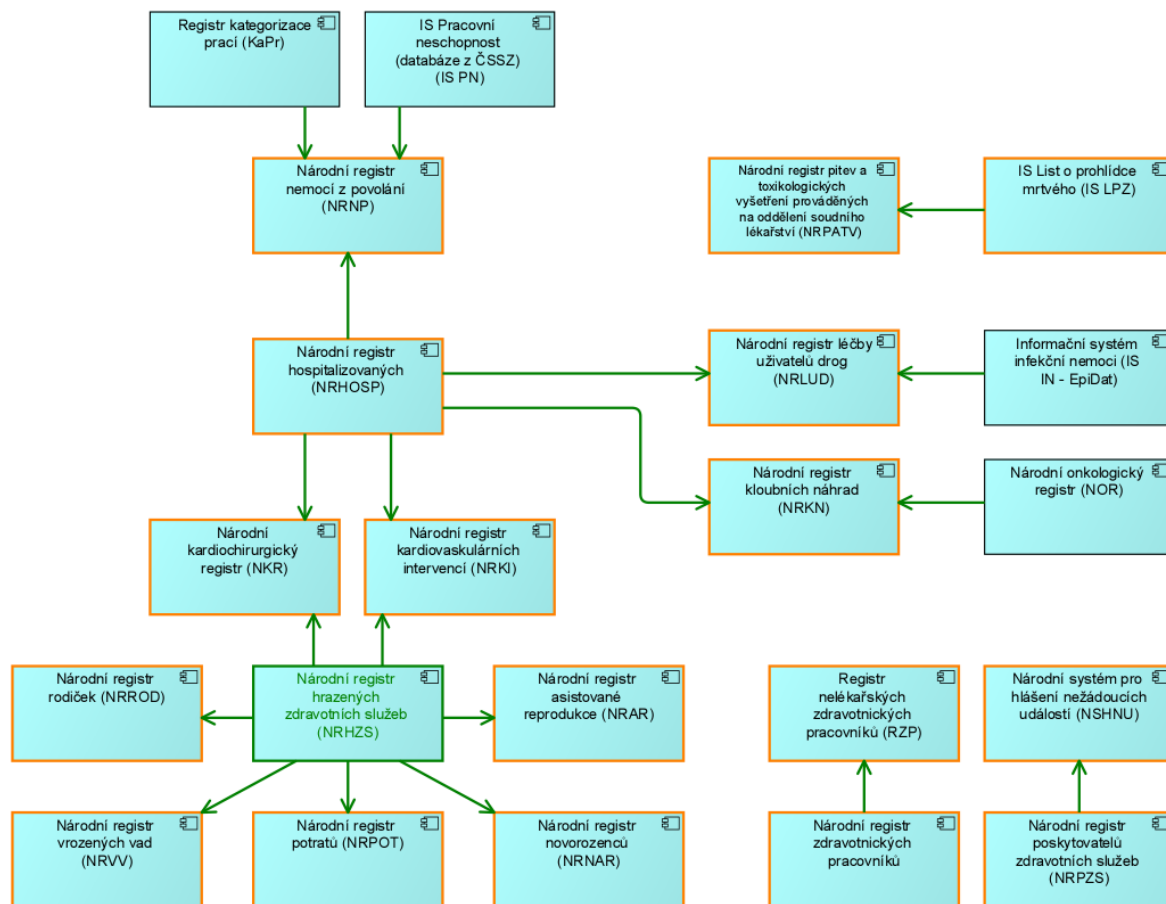 Registr kategorizace
prací (KaPr)
IS Pracovní
neschopnost
(databáze z ČSSZ)
(IS PN)
Národní registr
nemocí z povolání
(NRNP)
Národní registr pitev a
toxikologických
vyšetření prováděných
na oddělení soudního
lékařství (NRPATV)
IS List o prohlídce
mrtvého (IS LPZ)
Národní registr
hospitalizovaných
(NRHOSP)
Národní registr léčby
uživatelů drog
(NRLUD)
Informační systém
infekční nemoci (IS
IN - EpiDat)
Národní registr
kloubních náhrad
(NRKN)
Národní onkologický
registr (NOR)
Národní
kardiochirurgický
registr (NKR)
Národní registr
kardiovaskulárních
intervencí (NRKI)
Národní registr
rodiček (NRROD)
Národní registr
hrazených
zdravotních služeb
(NRHZS)
Národní registr
asistované
reprodukce (NRAR)
Registr
nelékařských
zdravotnických
pracovníků (RZP)
Národní systém pro
hlášení nežádoucích
událostí (NSHNU)
Národní registr
vrozených vad
(NRVV)
Národní registr
potratů (NRPOT)
Národní registr
novorozenců
(NRNAR)
Národní registr
zdravotnických
pracovníků
Národní registr
poskytovatelů
zdravotních služeb
(NRPZS)